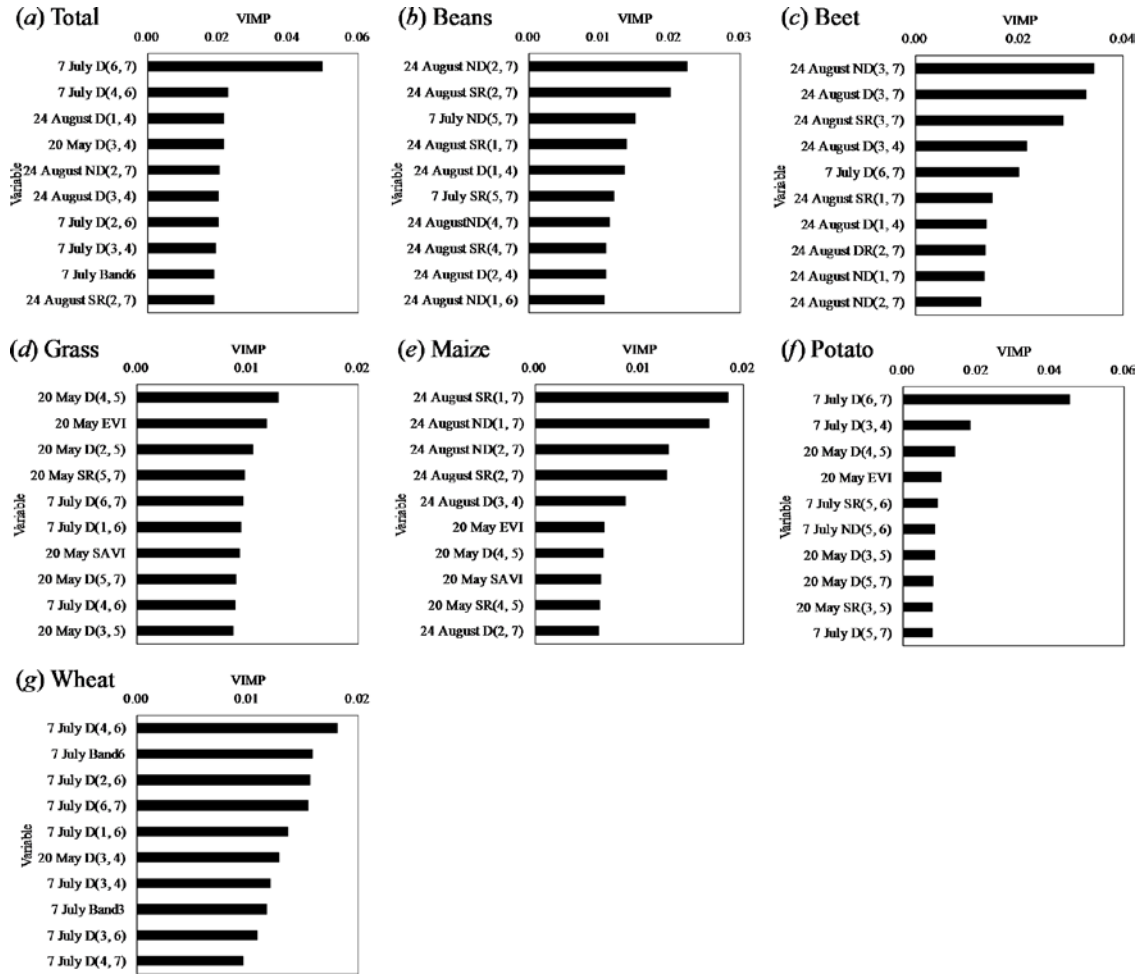 (a) Total
VIMP
0.00 0.02 0.04 0.06
Variable
7 July D(6, 7)
7 July D(4, 6)
24 August D(1, 4)
20 May D(3, 4)
24 August ND(2, 7)
24 August D(3, 4)
7 July D(2, 6)
7 July D(3, 4)
7 July Band6
24 August SR(2, 7)
(b) Beans
VIMP
0.00 0.01 0.02 0.03
Variable
24 August ND(2, 7)
24 August SR(2, 7)
7 July ND(5, 7)
24 August SR(1, 7)
24 August D(1, 4)
7 July SR(5, 7)
24 AugustND(4, 7)
24 August SR(4, 7)
24 August D(2, 4)
24 August ND(1, 6)
(c) Beet
VIMP
0.00 0.02 0.04
Variable
24 August ND(3, 7)
24 August D(3, 7)
24 August SR(3, 7)
24 August D(3, 4)
7 July D(6, 7)
24 August SR(1, 7)
24 August D(1, 4)
24 August DR(2, 7)
24 August ND(1, 7)
24 August ND(2, 7)
(d) Grass
VIMP
0.00 0.01 0.02
Variable
20 May D(4, 5)
20 May EVI
20 May D(2, 5)
20 May SR(5, 7)
7 July D(6, 7)
7 July D(1, 6)
20 May SAVI
20 May D(5, 7)
7 July D(4, 6)
20 May D(3, 5)
(e) Maize
VIMP
0.00 0.01 0.02
Variable
24 August SR(1, 7)
24 August ND(1, 7)
24 August ND(2, 7)
24 August SR(2, 7)
24 August D(3, 4)
20 May EVI
20 May D(4, 5)
20 May SAVI
20 May SR(4, 5)
24 August D(2, 7)
(f) Potato
VIMP
0.00 0.02 0.04 0.06
Variable
7 July D(6, 7)
7 July D(3, 4)
20 May D(4, 5)
20 May EVI
7 July SR(5, 6)
7 July ND(5, 6)
20 May D(3, 5)
20 May D(5, 7)
20 May SR(3, 5)
7 July D(5, 7)
(g) Wheat
VIMP
0.00 0.01 0.02
Variable
7 July D(4, 6)
7 July Band6
7 July D(2, 6)
7 July D(6, 7)
7 July D(1, 6)
20 May D(3, 4)
7 July D(3, 4)
7 July Band3
7 July D(3, 6)
7 July D(4, 7)